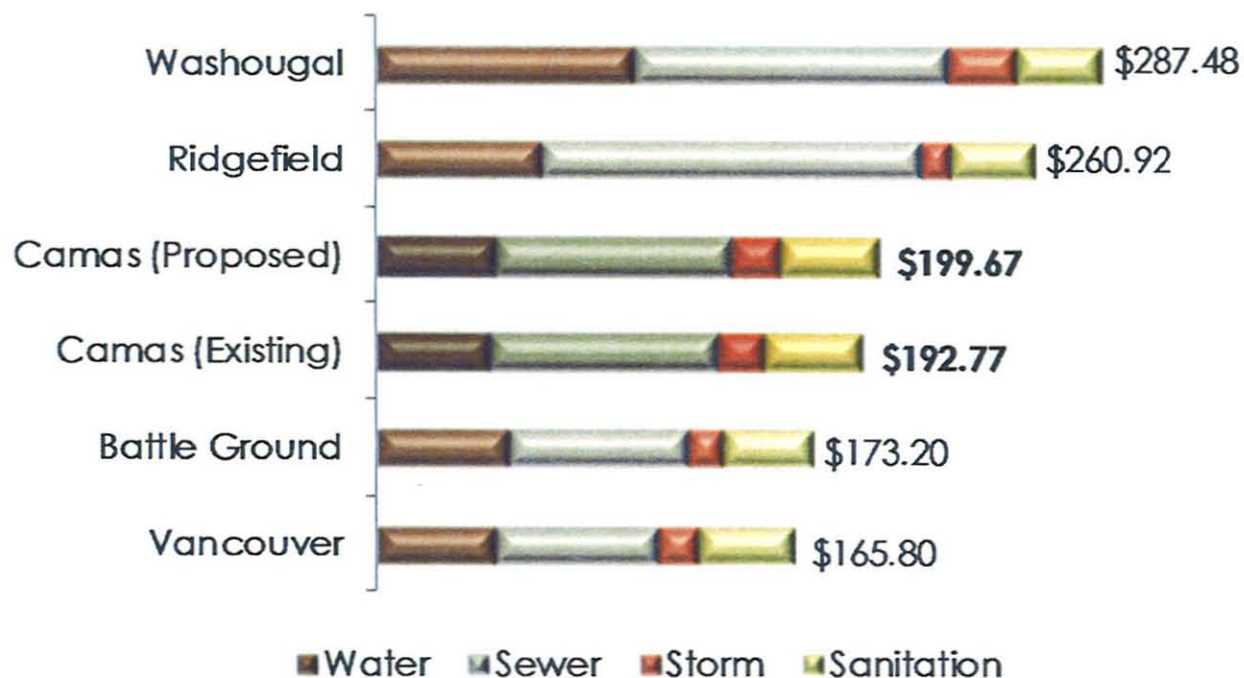 Washougal $287.48
Ridgefield $260.92
Camas (Proposed) $199.67
Camas (Existing) $192.77
Battle Ground $173.20
Vancouver $165.80
Water Sewer Storm Sanitation